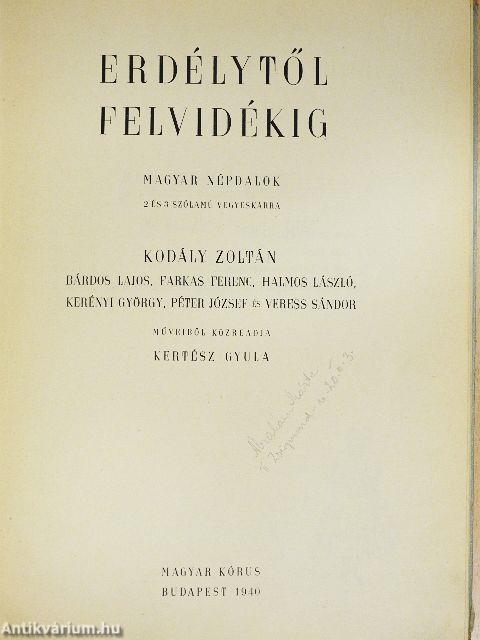 ERDÉLYTŐL
FELVIDÉKIG
MAGYAR NÉPDALOK
2 ÉS 3 SZÓLAMÚ VEGYESKARRA
KODÁLY ZOLTÁN
BÁRDOS LAJOS, FARKAS FERENC, HALMOS LÁSZLÓ,
KERÉNYI GYÖRGY, PÉTER JÓZSEF ÉS VERESS SÁNDOR
MŰVEIBŐL KÖZREADJA
KERTÉSZ GYULA
MAGYAR KÓRUS
BUDAPEST 1940
Antikvárium.hu